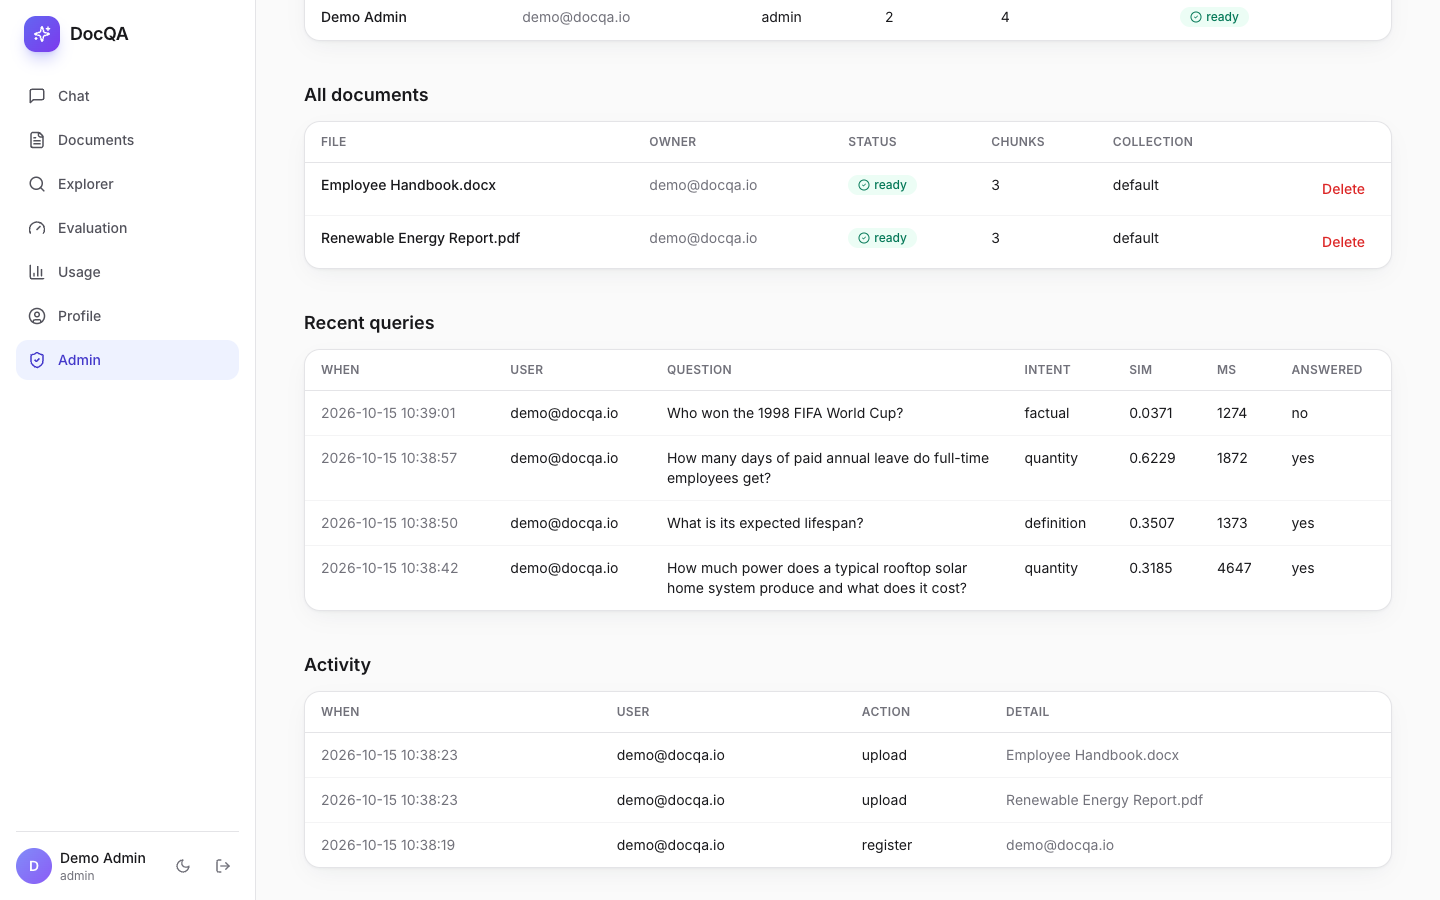 DocQA
Chat
Documents
Explorer
Evaluation
Usage
Profile
Admin
D
Demo Admin
admin
Demo Admin demo@docqa.io admin 2 4 ready
All documents
FILE OWNER STATUS CHUNKS COLLECTION
Employee Handbook.docx demo@docqa.io ready 3 default Delete
Renewable Energy Report.pdf demo@docqa.io ready 3 default Delete
Recent queries
WHEN USER QUESTION INTENT SIM MS ANSWERED
2026-10-15 10:39:01 demo@docqa.io Who won the 1998 FIFA World Cup? factual 0.0371 1274 no
2026-10-15 10:38:57 demo@docqa.io How many days of paid annual leave do full-time quantity 0.6229 1872 yes
employees get?
2026-10-15 10:38:50 demo@docqa.io What is its expected lifespan? definition 0.3507 1373 yes
2026-10-15 10:38:42 demo@docqa.io How much power does a typical rooftop solar quantity 0.3185 4647 yes
home system produce and what does it cost?
Activity
WHEN USER ACTION DETAIL
2026-10-15 10:38:23 demo@docqa.io upload Employee Handbook.docx
2026-10-15 10:38:23 demo@docqa.io upload Renewable Energy Report.pdf
2026-10-15 10:38:19 demo@docqa.io register demo@docqa.io